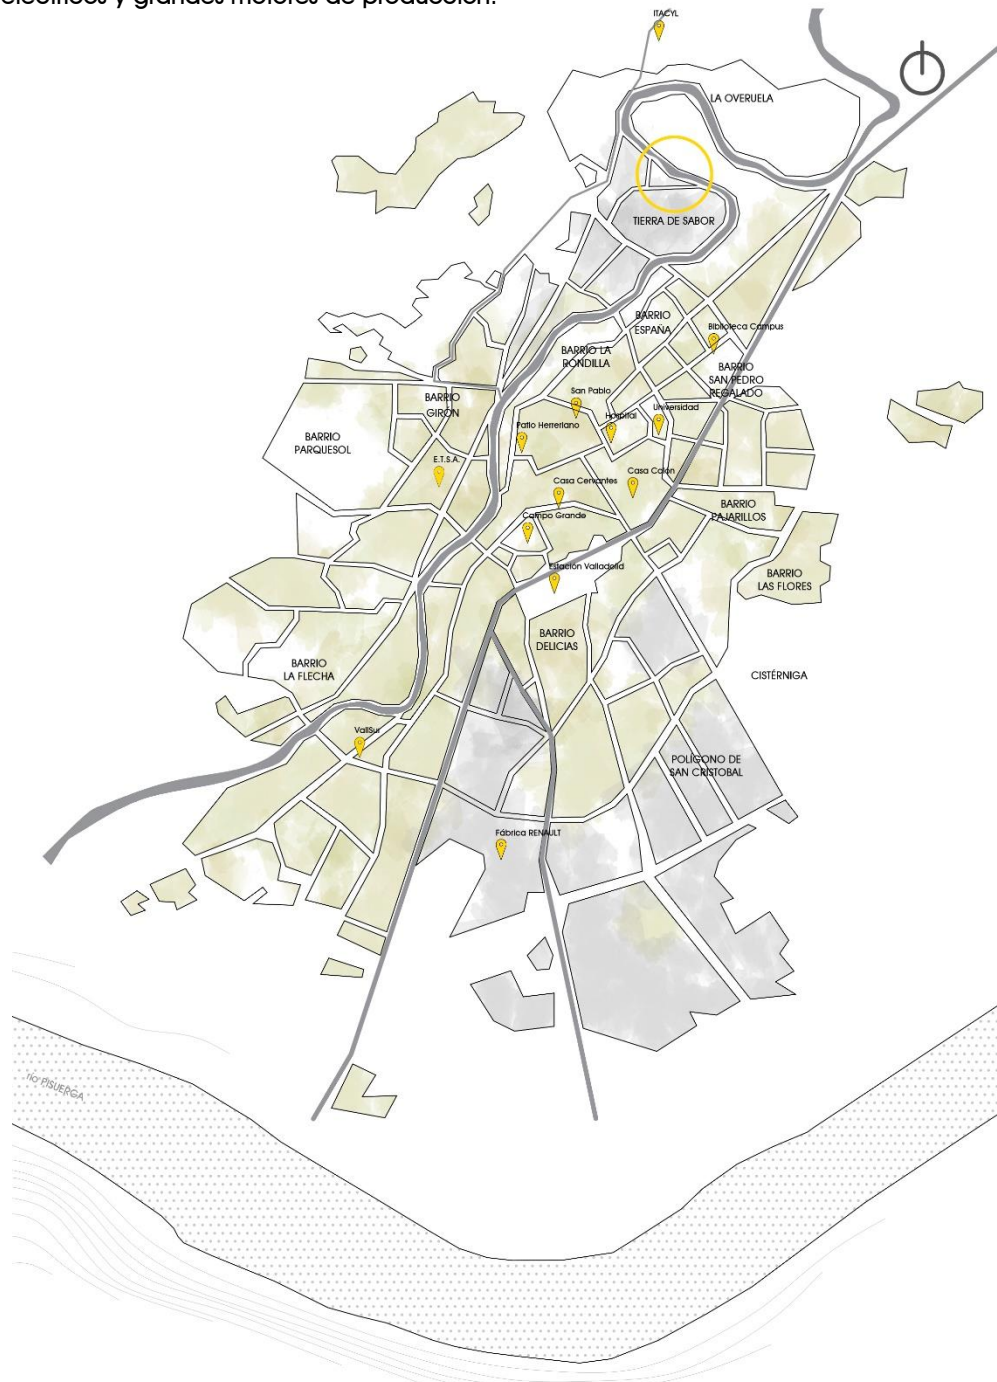 eléctricos y grandes motores de producción.
ITACYL
LA OVERUELA
TIERRA DE SABOR
BARRIO
ESPAÑA
Biblioteca Campus
BARRIO LA
RONDILLA
BARRIO
SAN PEDRO
REGALADO
San Pablo
BARRIO
GIRÓN
Universidad
Hospital
Patio Herreriano
BARRIO
PARQUESOL
E.T.S.A.
Casa Colón
Casa Cervantes
BARRIO
PAJARILLOS
Campo Grande
Estación Valladolid
BARRIO
LAS FLORES
BARRIO
DELICIAS
BARRIO
LA FLECHA
CISTÉRNIGA
VallSur
POLÍGONO DE
SAN CRISTOBAL
Fábrica RENAULT
río PISUERGA